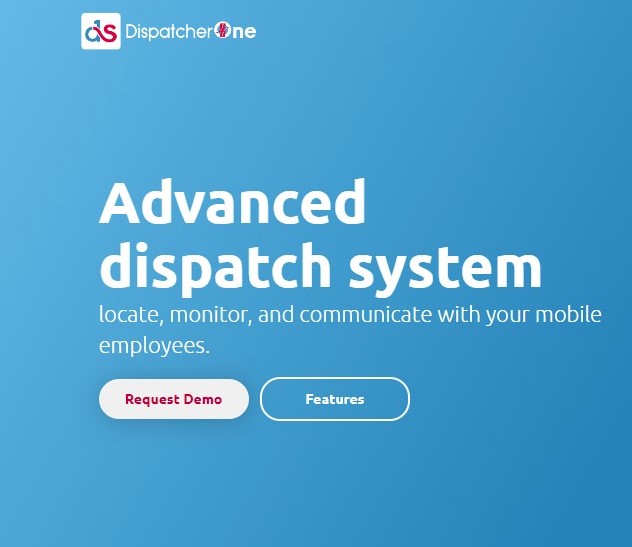 ds DispatcherOne
Advanced
dispatch system
locate, monitor, and communicate with your mobile
employees.
Request Demo
Features